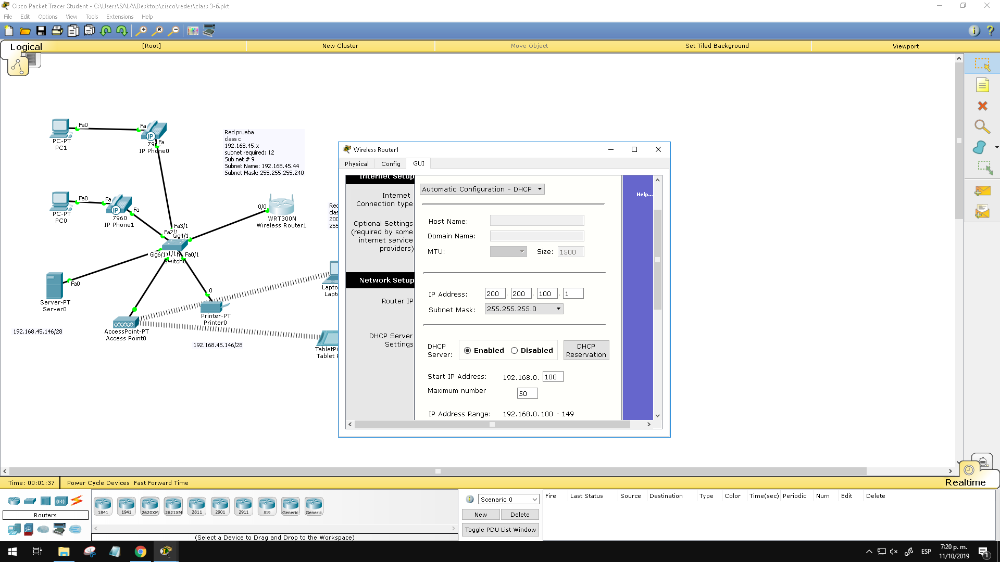 Cisco Packet Tracer Student - C:\Users\SALA\Desktop\cisco\redes\class 3-6.pkt
File Edit Options View Tools Extensions Help
Logical
[Root]
New Cluster
Move Object
Set Tiled Background
Viewport
Fa0
Fa
PC-PT
PC1
IP
Fa
IP Phone0
Red prueba
class c
192.168.45.x
subnet required: 12
Sub net # 9
Subnet Name: 192.168.45.44
Subnet Mask: 255.255.255.240
Fa0
Fa
PC-PT
PC0
IP
Fa
7960
IP Phone1
0/0
WRT300N
Wireless Router1
Fa3/1
Gig4/1
Gig6/1
Fa0/1
Switch0
Fa0
Server-PT
Server0
192.168.45.146/28
AccessPoint-PT
Access Point0
0
Printer-PT
Printer0
192.168.45.146/28
Wireless Router1
Physical
Config
GUI
Internet Setup
Internet
Connection type
Automatic Configuration - DHCP
Optional Settings
(required by some
internet service
providers)
Host Name:
Domain Name:
MTU:
Size: 1500
Network Setup
Router IP
IP Address: 200 . 200 . 100 . 1
Subnet Mask: 255.255.255.0
DHCP Server
Settings
DHCP
Server:
Enabled
Disabled
DHCP
Reservation
Start IP Address: 192.168.0. 100
Maximum number
50
IP Address Range: 192.168.0.100 - 149
Help...
Time: 00:01:37
Power Cycle Devices Fast Forward Time
Realtime
Routers
1841
1941
2620XM
2621XM
2811
2901
2911
819
Generic
Generic
(Select a Device to Drag and Drop to the Workspace)
Scenario 0
New
Delete
Toggle PDU List Window
Fire
Last Status
Source
Destination
Type
Color
Time(sec)
Periodic
Num
Edit
Delete
ESP
7:20 p. m.
11/10/2019
1